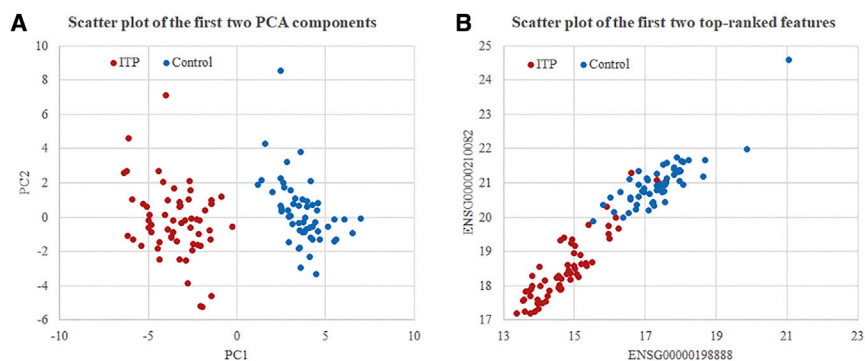 A
Scatter plot of the first two PCA components
ITP Control
10
8
6
4
2
0
-2
-4
-6
PC2
-10 -5 0 5 10
PC1
B
Scatter plot of the first two top-ranked features
ITP Control
25
24
23
22
21
20
19
18
17
ENSG00000210082
13 15 17 19 21 23
ENSG00000198888